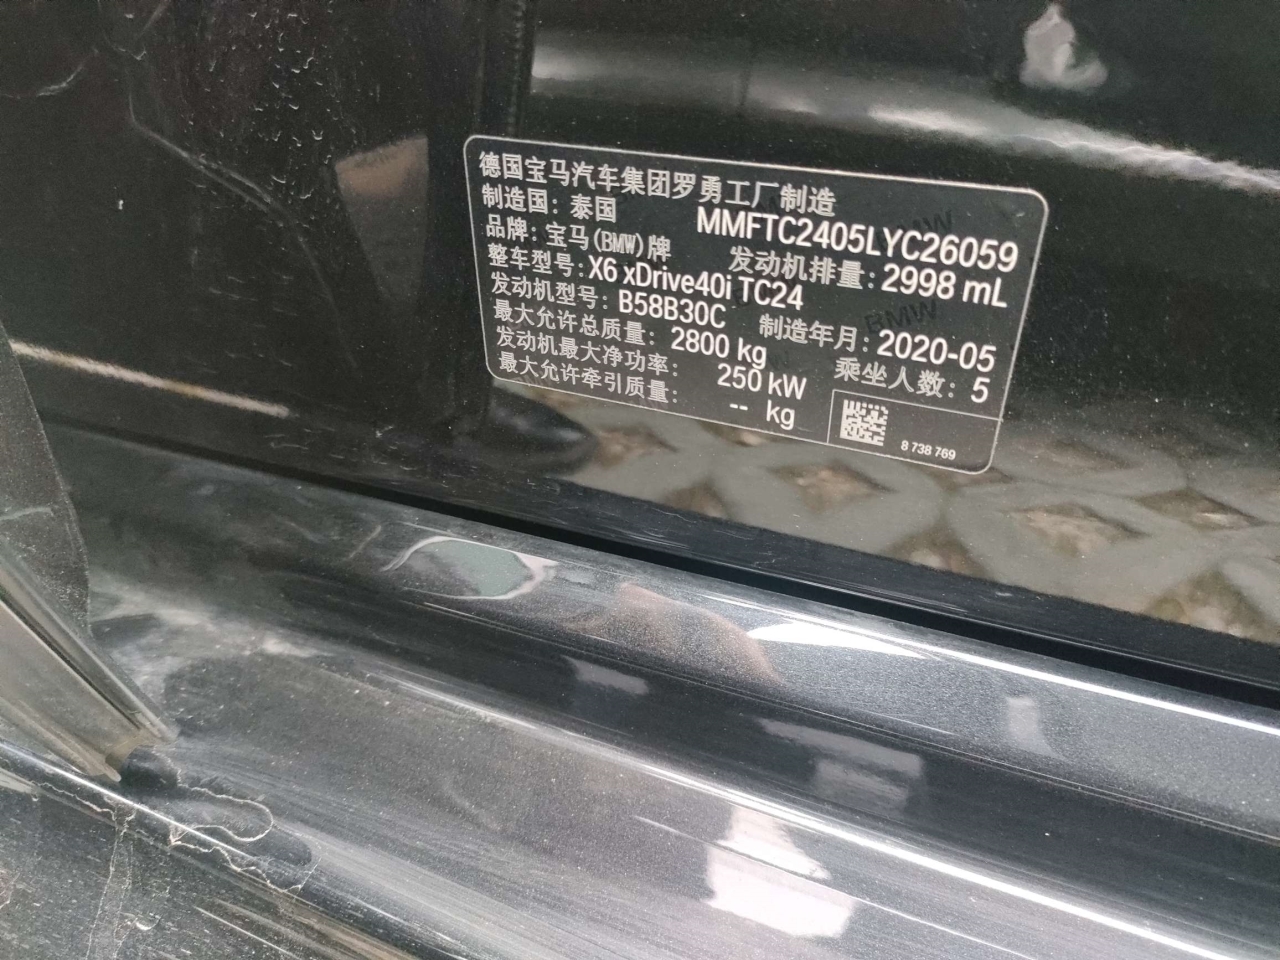 德国宝马汽车集团罗勇工厂制造
制造国: 泰国 MMFTC2405LYC26059
品牌: 宝马(BMW)牌 发动机排量: 2998 mL
整车型号: X6 xDrive40i TC24
发动机型号: B58B30C 制造年月: 2020-05
最大允许总质量: 2800 kg 乘坐人数: 5
发动机最大净功率: 250 kW
最大允许牵引质量: -- kg
8 738 769
BMW
BMW